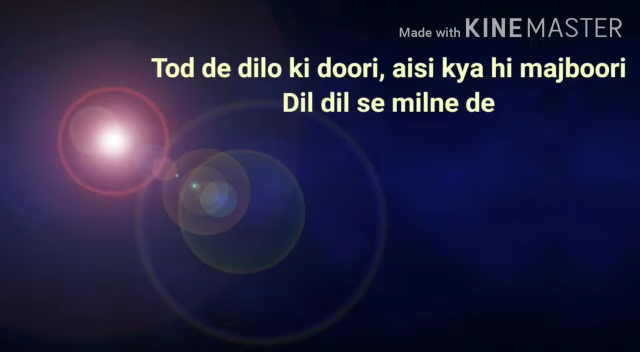 Made with KINEMASTER
Tod de dilo ki doori, aisi kya hi majboori
Dil dil se milne de